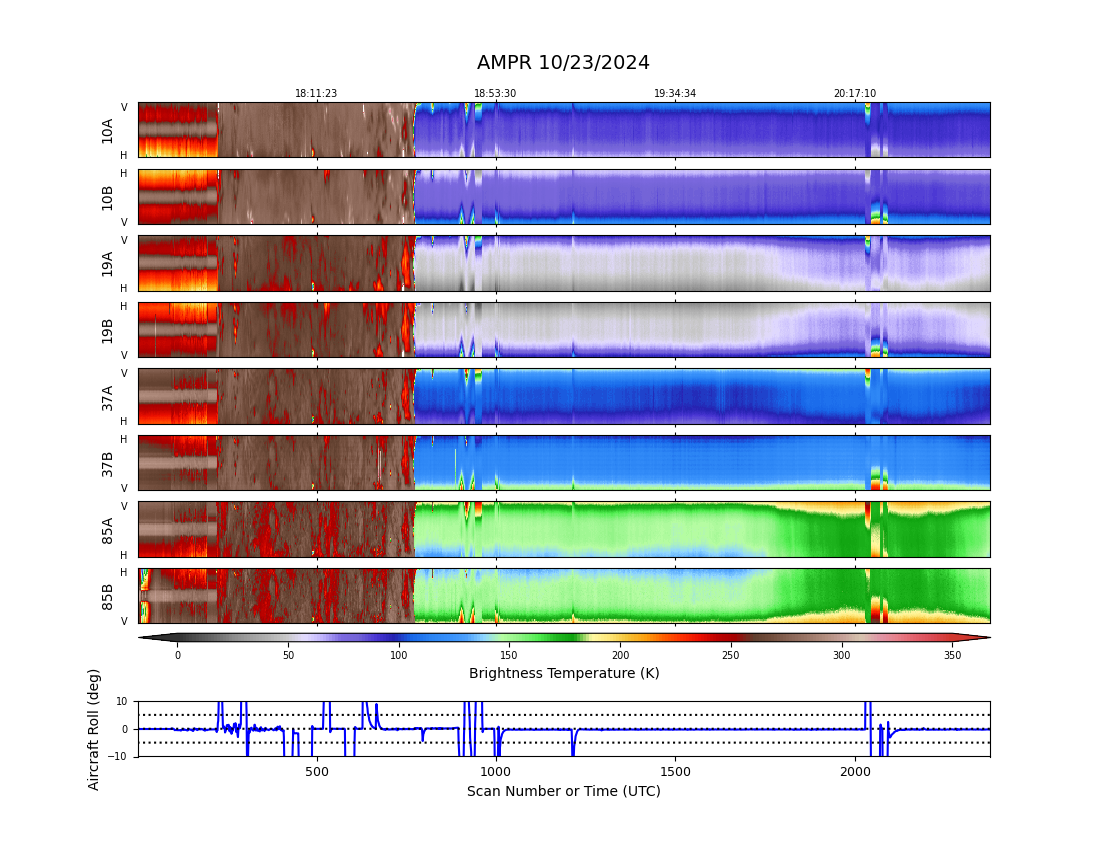 AMPR 10/23/2024
18:11:23 18:53:30 19:34:34 20:17:10
V
10A
H
H
10B
V
V
19A
H
H
19B
V
V
37A
H
H
37B
V
V
85A
H
H
85B
V
0 50 100 150 200 250 300 350
Brightness Temperature (K)
Aircraft Roll (deg)
10
0
−10
500 1000 1500 2000
Scan Number or Time (UTC)